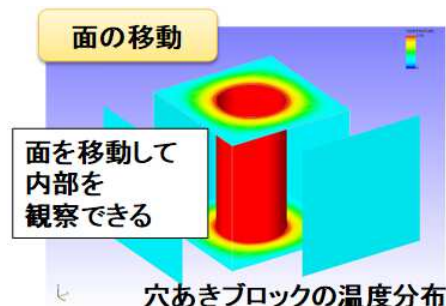 面の移動
面を移動して
内部を
観察できる
穴あきブロックの温度分布